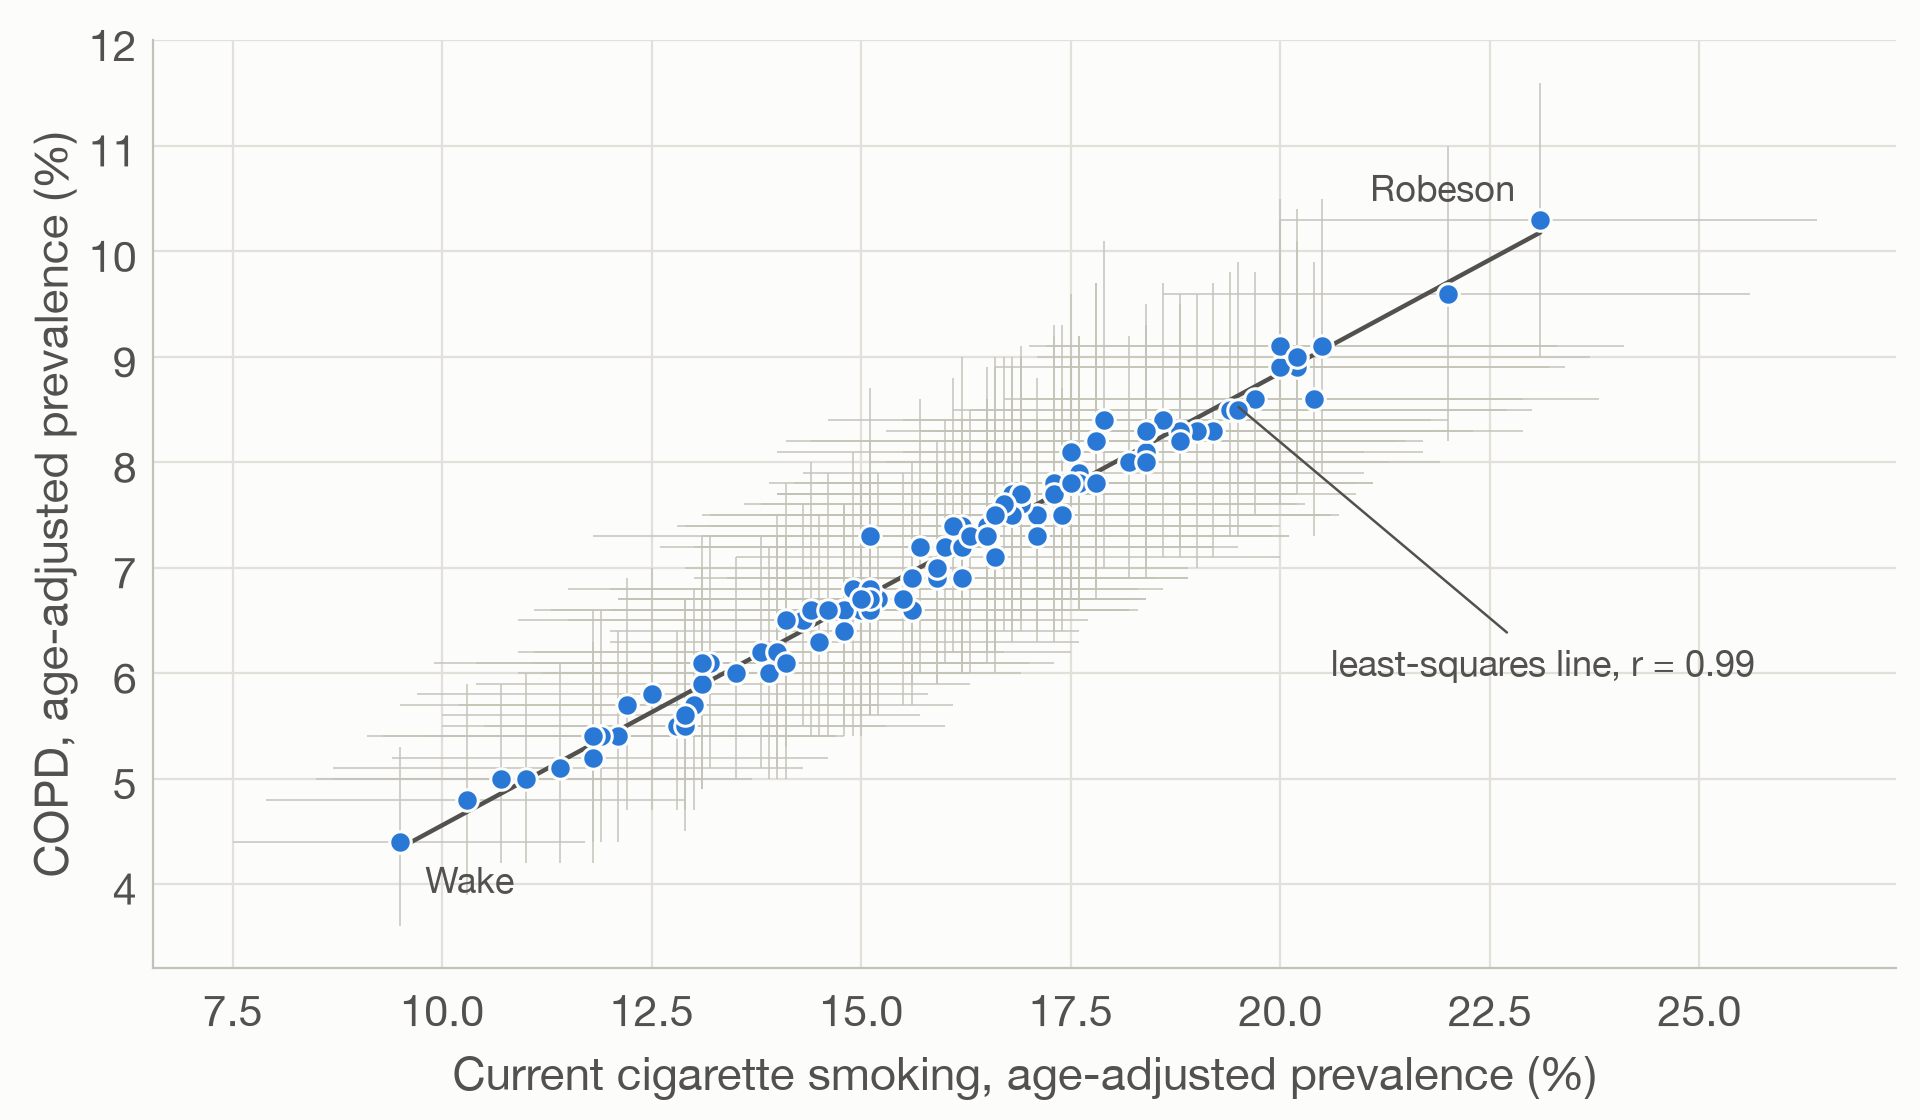 12
11
10
9
8
7
6
5
4
COPD, age-adjusted prevalence (%)
Robeson
least-squares line, r = 0.99
Wake
7.5 10.0 12.5 15.0 17.5 20.0 22.5 25.0
Current cigarette smoking, age-adjusted prevalence (%)